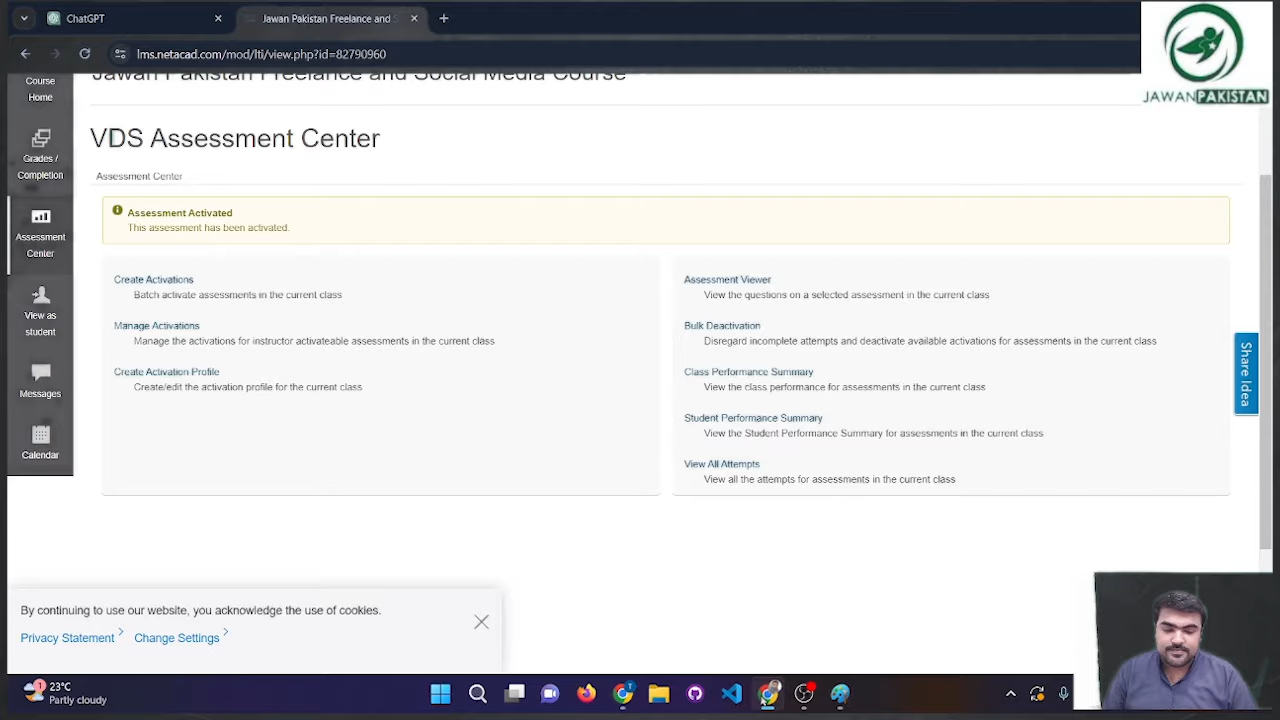 ChatGPT
Jawan Pakistan Freelance and S
lms.netacad.com/mod/lti/view.php?id=82790960
JAWANPAKISTAN
Jawan Pakistan Freelance and Social Media Course
Course
Home
Grades /
Completion
Assessment
Center
View as
student
Messages
Calendar
VDS Assessment Center
Assessment Center
Assessment Activated
This assessment has been activated.
Create Activations
Batch activate assessments in the current class
Manage Activations
Manage the activations for instructor activateable assessments in the current class
Create Activation Profile
Create/edit the activation profile for the current class
Assessment Viewer
View the questions on a selected assessment in the current class
Bulk Deactivation
Disregard incomplete attempts and deactivate available activations for assessments in the current class
Class Performance Summary
View the class performance for assessments in the current class
Student Performance Summary
View the Student Performance Summary for assessments in the current class
View All Attempts
View all the attempts for assessments in the current class
Share Idea
By continuing to use our website, you acknowledge the use of cookies.
Privacy Statement
Change Settings
1
23°C
Partly cloudy